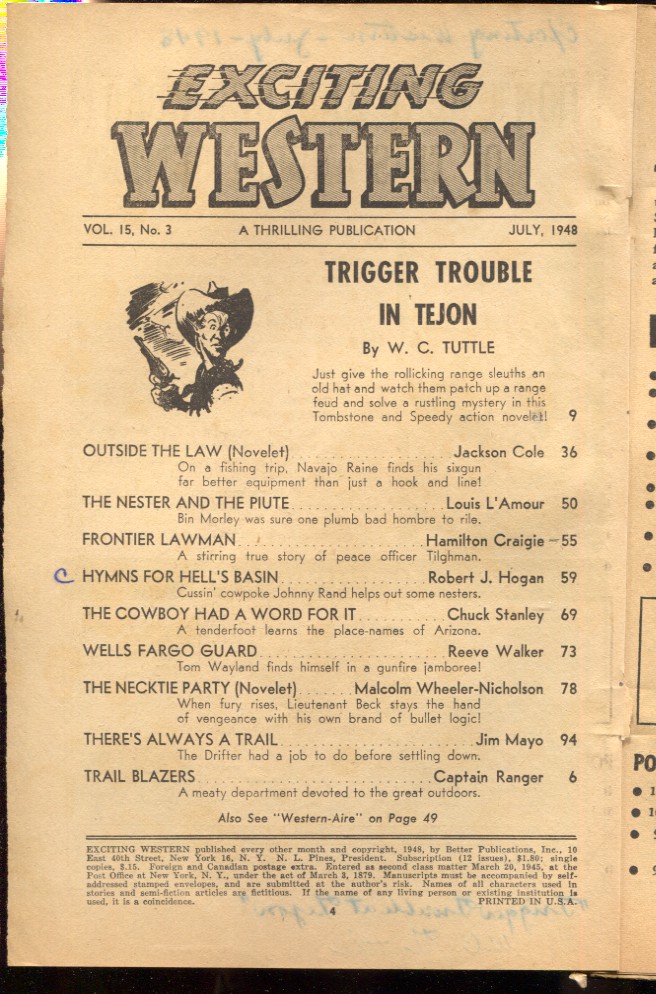 EXCITING
WESTERN
VOL. 15, No. 3 A THRILLING PUBLICATION JULY, 1948
TRIGGER TROUBLE
IN TEJON
By W. C. TUTTLE
Just give the rollicking range sleuths an
old hat and watch them patch up a range
feud and solve a rustling mystery in this
Tombstone and Speedy action novelet! 9
OUTSIDE THE LAW (Novelet) . . . . . . . . . . . . . . . . Jackson Cole 36
On a fishing trip, Navajo Raine finds his sixgun
far better equipment than just a hook and line!
THE NESTER AND THE PIUTE . . . . . . . . . . . . . . . . Louis L'Amour 50
Bin Morley was sure one plumb bad hombre to rile.
FRONTIER LAWMAN . . . . . . . . . . . . . . . . Hamilton Craigie 55
A stirring true story of peace officer Tilghman.
C HYMNS FOR HELL'S BASIN . . . . . . . . . . . . . . . . Robert J. Hogan 59
Cussin' cowpoke Johnny Rand helps out some nesters.
THE COWBOY HAD A WORD FOR IT . . . . . . . . . . Chuck Stanley 69
A tenderfoot learns the place-names of Arizona.
WELLS FARGO GUARD . . . . . . . . . . . . . . . . Reeve Walker 73
Tom Wayland finds himself in a gunfire jamboree!
THE NECKTIE PARTY (Novelet) . . . . . . Malcolm Wheeler-Nicholson 78
When fury rises, Lieutenant Beck stays the hand
of vengeance with his own brand of bullet logic!
THERE'S ALWAYS A TRAIL . . . . . . . . . . . . . . . . Jim Mayo 94
The Drifter had a job to do before settling down.
TRAIL BLAZERS . . . . . . . . . . . . . . . . Captain Ranger 6
A meaty department devoted to the great outdoors.
Also See "Western-Aire" on Page 49
EXCITING WESTERN published every other month and copyright, 1948, by Better Publications, Inc., 10
East 40th Street, New York 16, N. Y. N. L. Pines, President. Subscription (12 issues), $1.80; single
copies, $.15. Foreign and Canadian postage extra. Entered as second class matter March 20, 1945, at the
Post Office at New York, N. Y., under the act of March 3, 1879. Manuscripts must be accompanied by self-
addressed stamped envelopes, and are submitted at the author's risk. Names of all characters used in
stories and semi-fiction articles are fictitious. If the name of any living person or existing institution is
used, it is a coincidence. PRINTED IN U.S.A.
4
PO